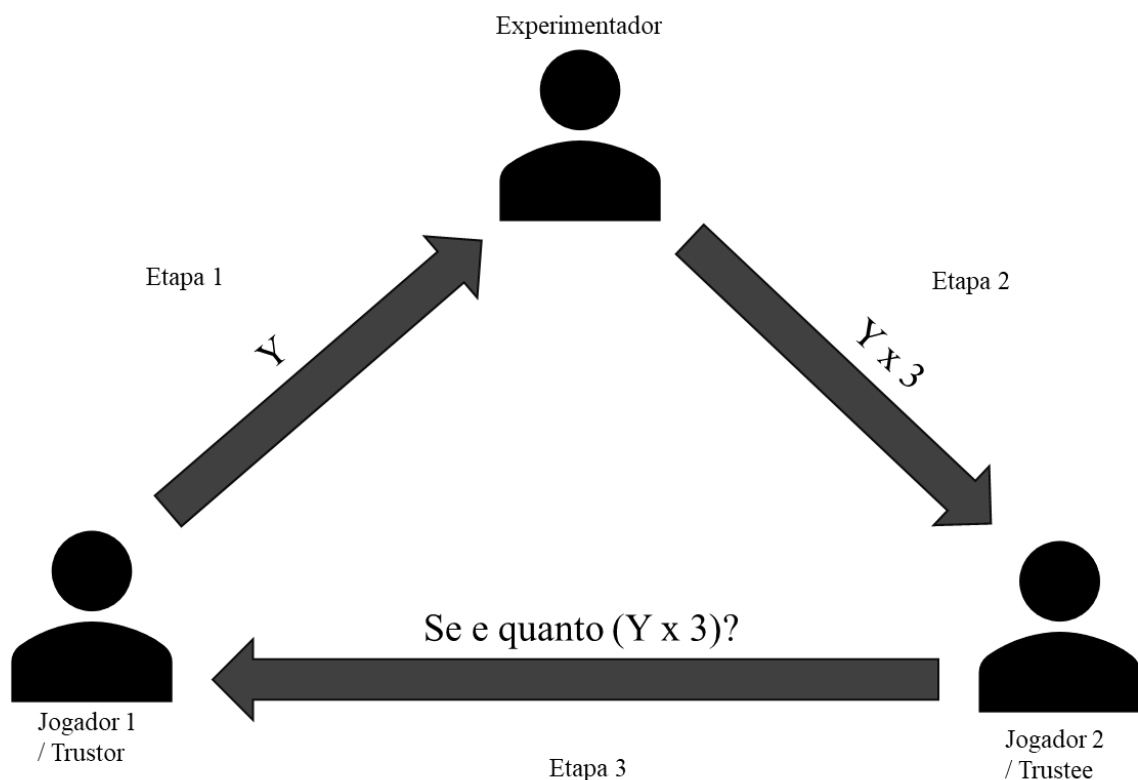 Experimentador
Etapa 1
Etapa 2
Y
Y x 3
Se e quanto (Y x 3)?
Jogador 1
/ Trustor
Jogador 2
/ Trustee
Etapa 3